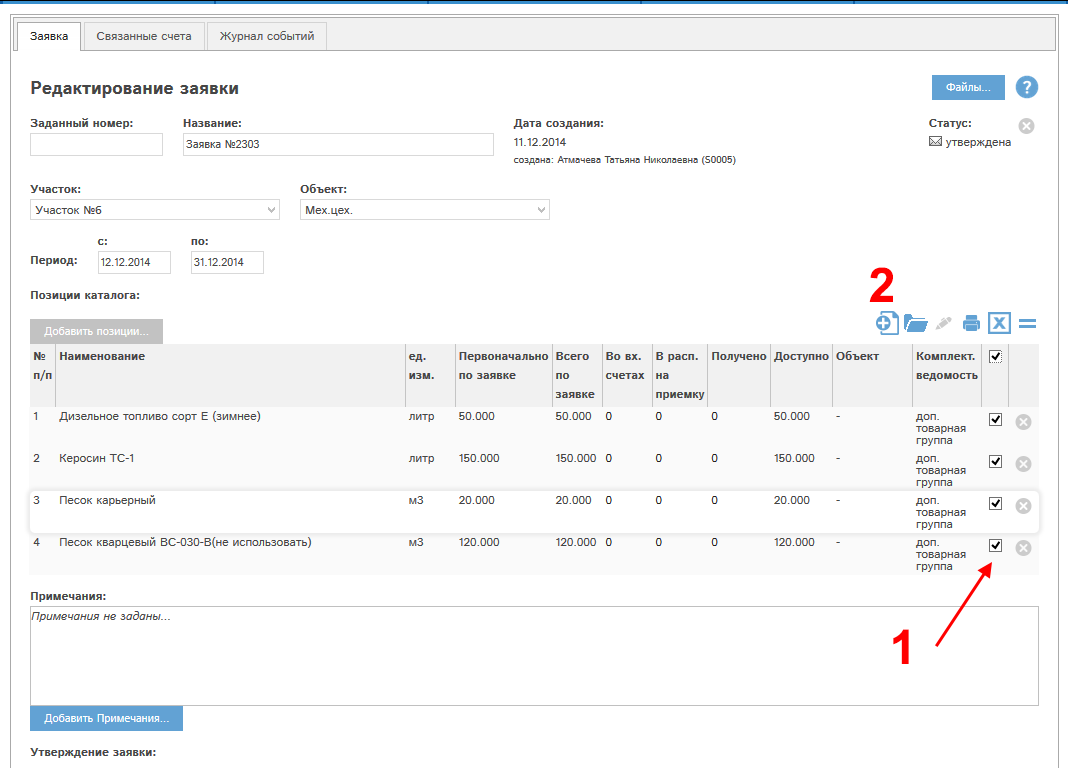 Заявка Связанные счета Журнал событий
Редактирование заявки Файлы... ?
Заданный номер: Название: Дата создания: Статус:
Заявка №2303 11.12.2014 утверждена
создана: Атмачева Татьяна Николаевна (S0005)
Участок: Объект:
Участок №6 Мех.цех.
с: по:
Период: 12.12.2014 31.12.2014
2
Позиции каталога:
Добавить позиции... X
№ Наименование ед. Первоначально Всего Во вх. В расп. Получено Доступно Объект Комплект.
п/п изм. по заявке по счетах на ведомость
заявке приемку
1 Дизельное топливо сорт Е (зимнее) литр 50.000 50.000 0 0 0 50.000 - доп.
товарная
группа
2 Керосин ТС-1 литр 150.000 150.000 0 0 0 150.000 - доп.
товарная
группа
3 Песок карьерный м3 20.000 20.000 0 0 0 20.000 - доп.
товарная
группа
4 Песок кварцевый ВС-030-В(не использовать) м3 120.000 120.000 0 0 0 120.000 - доп.
товарная
группа
Примечания:
Примечания не заданы...
1
Добавить Примечания...
Утверждение заявки: